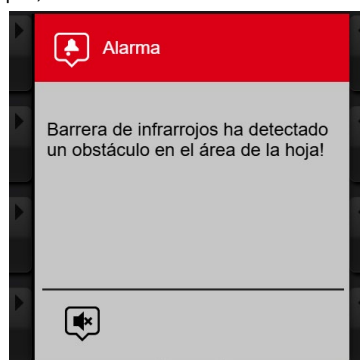 Alarma
Barrera de infrarrojos ha detectado
un obstáculo en el área de la hoja!